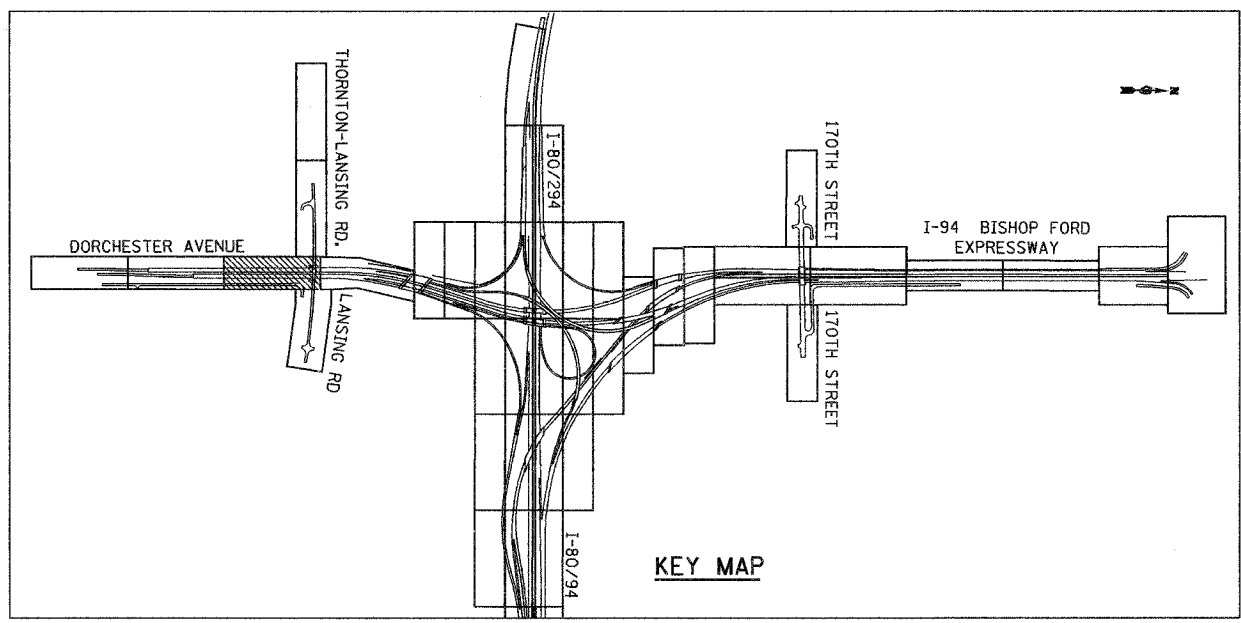 THORNTON-LANSING RD.
I-80/294
170TH STREET
N
DORCHESTER AVENUE
I-94 BISHOP FORD
EXPRESSWAY
LANSING RD
170TH STREET
I-80/94
KEY MAP